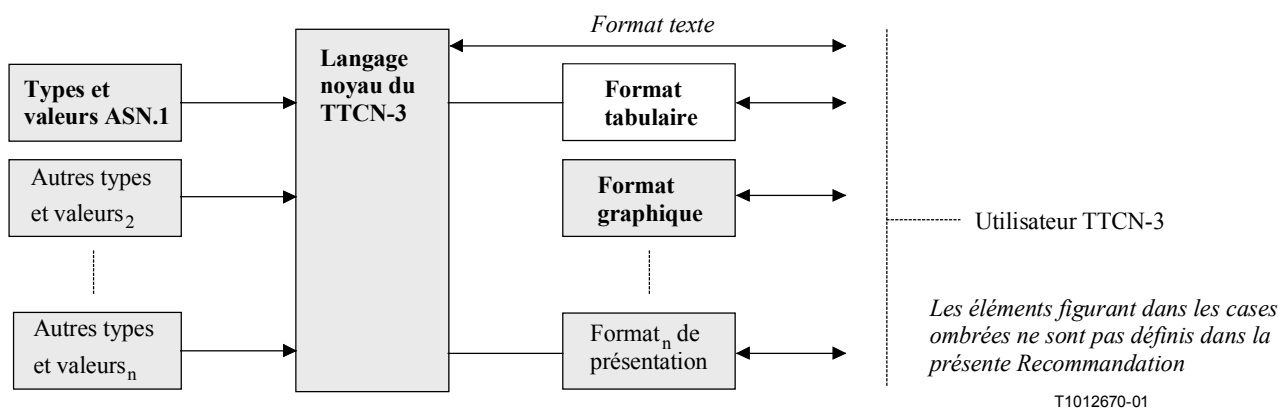 Format texte
Types et
valeurs ASN.1
Autres types
et valeurs2
Autres types
et valeursn
Langage
noyau du
TTCN-3
Format
tabulaire
Format
graphique
Formatn de
présentation
Utilisateur TTCN-3
Les éléments figurant dans les cases
ombrées ne sont pas définis dans la
présente Recommandation
T1012670-01